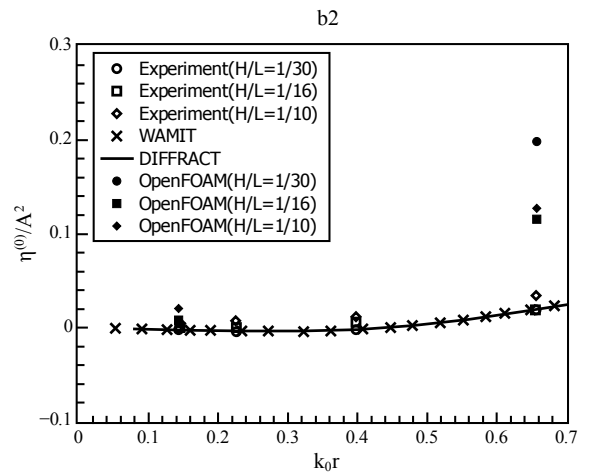 b2
0.3
0.2
0.1
0
−0.1
η⁽⁰⁾/A²
Experiment(H/L=1/30)
Experiment(H/L=1/16)
Experiment(H/L=1/10)
WAMIT
DIFFRACT
OpenFOAM(H/L=1/30)
OpenFOAM(H/L=1/16)
OpenFOAM(H/L=1/10)
0 0.1 0.2 0.3 0.4 0.5 0.6 0.7
k₀r